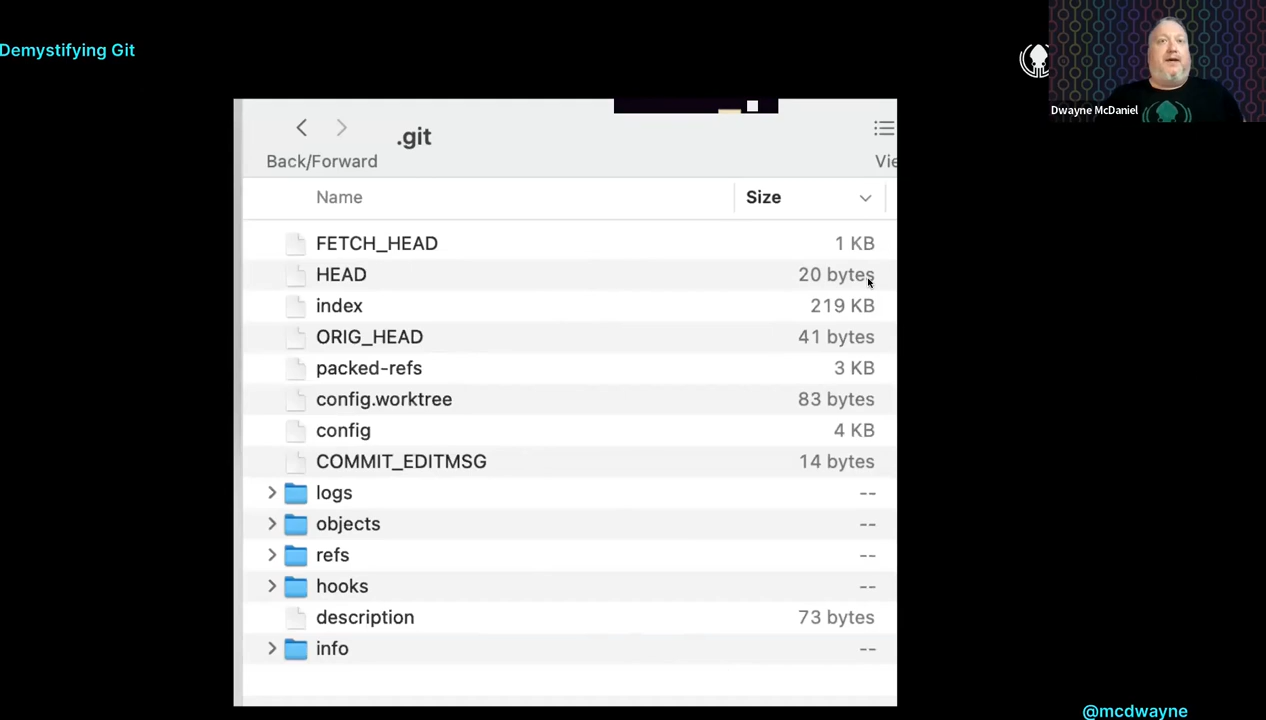 Demystifying Git
Dwayne McDaniel
.git
Back/Forward
Vie
Name Size
FETCH_HEAD 1 KB
HEAD 20 bytes
index 219 KB
ORIG_HEAD 41 bytes
packed-refs 3 KB
config.worktree 83 bytes
config 4 KB
COMMIT_EDITMSG 14 bytes
logs --
objects --
refs --
hooks --
description 73 bytes
info --
@mcdwayne